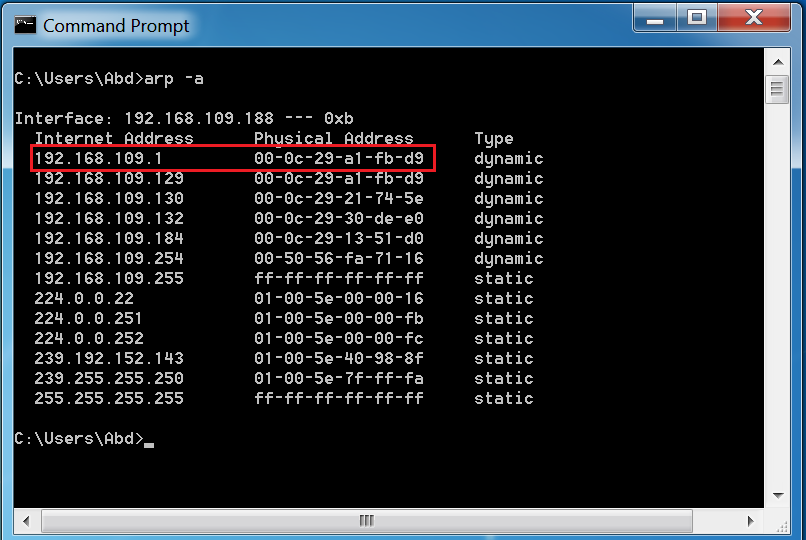 Command Prompt
C:\Users\Abd>arp -a
Interface: 192.168.109.188 --- 0xb
Internet Address Physical Address Type
192.168.109.1 00-0c-29-a1-fb-d9 dynamic
192.168.109.129 00-0c-29-a1-fb-d9 dynamic
192.168.109.130 00-0c-29-21-74-5e dynamic
192.168.109.132 00-0c-29-30-de-e0 dynamic
192.168.109.184 00-0c-29-13-51-d0 dynamic
192.168.109.254 00-50-56-fa-71-16 dynamic
192.168.109.255 ff-ff-ff-ff-ff-ff static
224.0.0.22 01-00-5e-00-00-16 static
224.0.0.251 01-00-5e-00-00-fb static
224.0.0.252 01-00-5e-00-00-fc static
239.192.152.143 01-00-5e-40-98-8f static
239.255.255.250 01-00-5e-7f-ff-fa static
255.255.255.255 ff-ff-ff-ff-ff-ff static
C:\Users\Abd>_